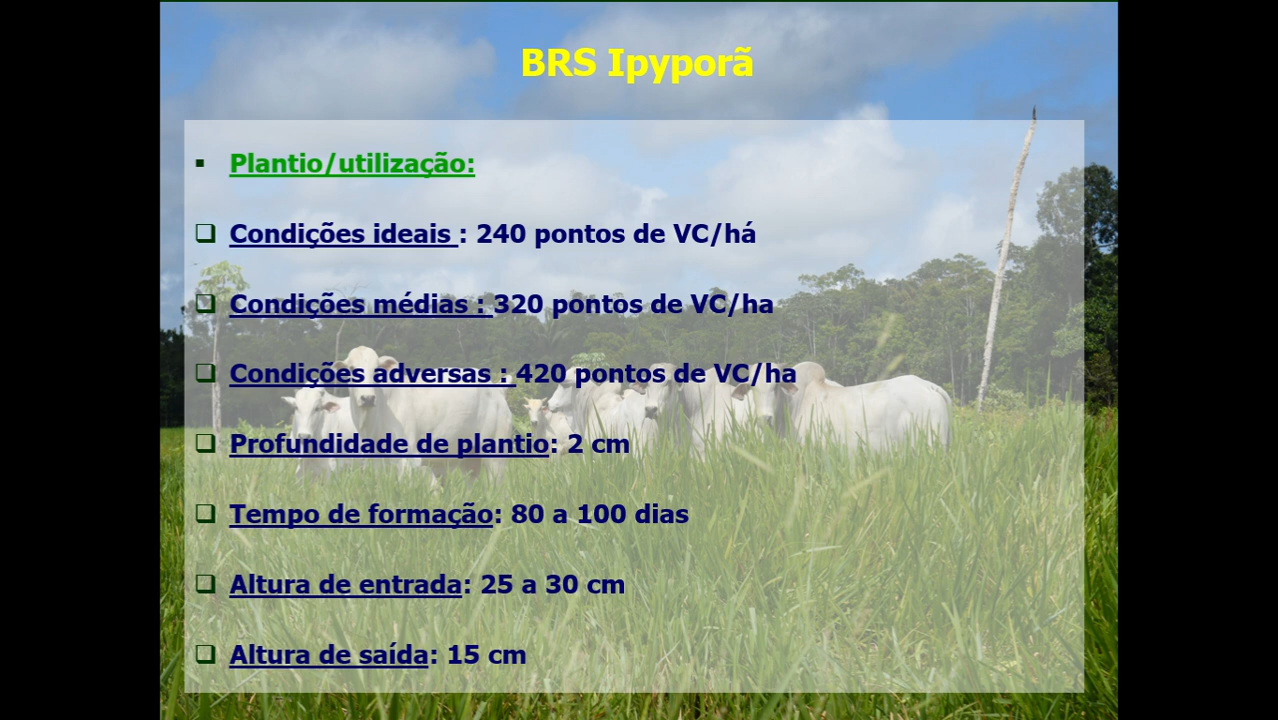 BRS Ipyporã
Plantio/utilização:
Condições ideais : 240 pontos de VC/há
Condições médias : 320 pontos de VC/ha
Condições adversas : 420 pontos de VC/ha
Profundidade de plantio: 2 cm
Tempo de formação: 80 a 100 dias
Altura de entrada: 25 a 30 cm
Altura de saída: 15 cm